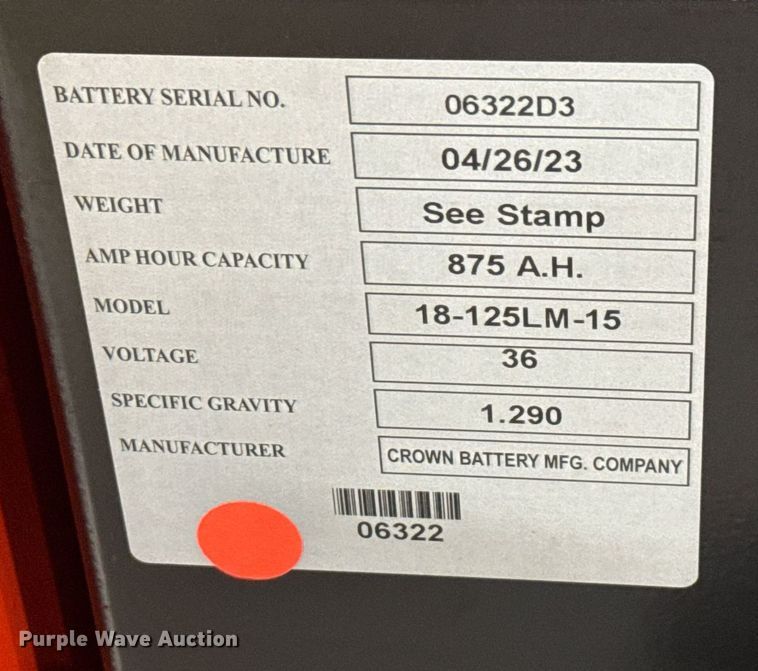 BATTERY SERIAL NO. 06322D3
DATE OF MANUFACTURE 04/26/23
WEIGHT See Stamp
AMP HOUR CAPACITY 875 A.H.
MODEL 18-125LM-15
VOLTAGE 36
SPECIFIC GRAVITY 1.290
MANUFACTURER CROWN BATTERY MFG. COMPANY
06322
Purple Wave Auction